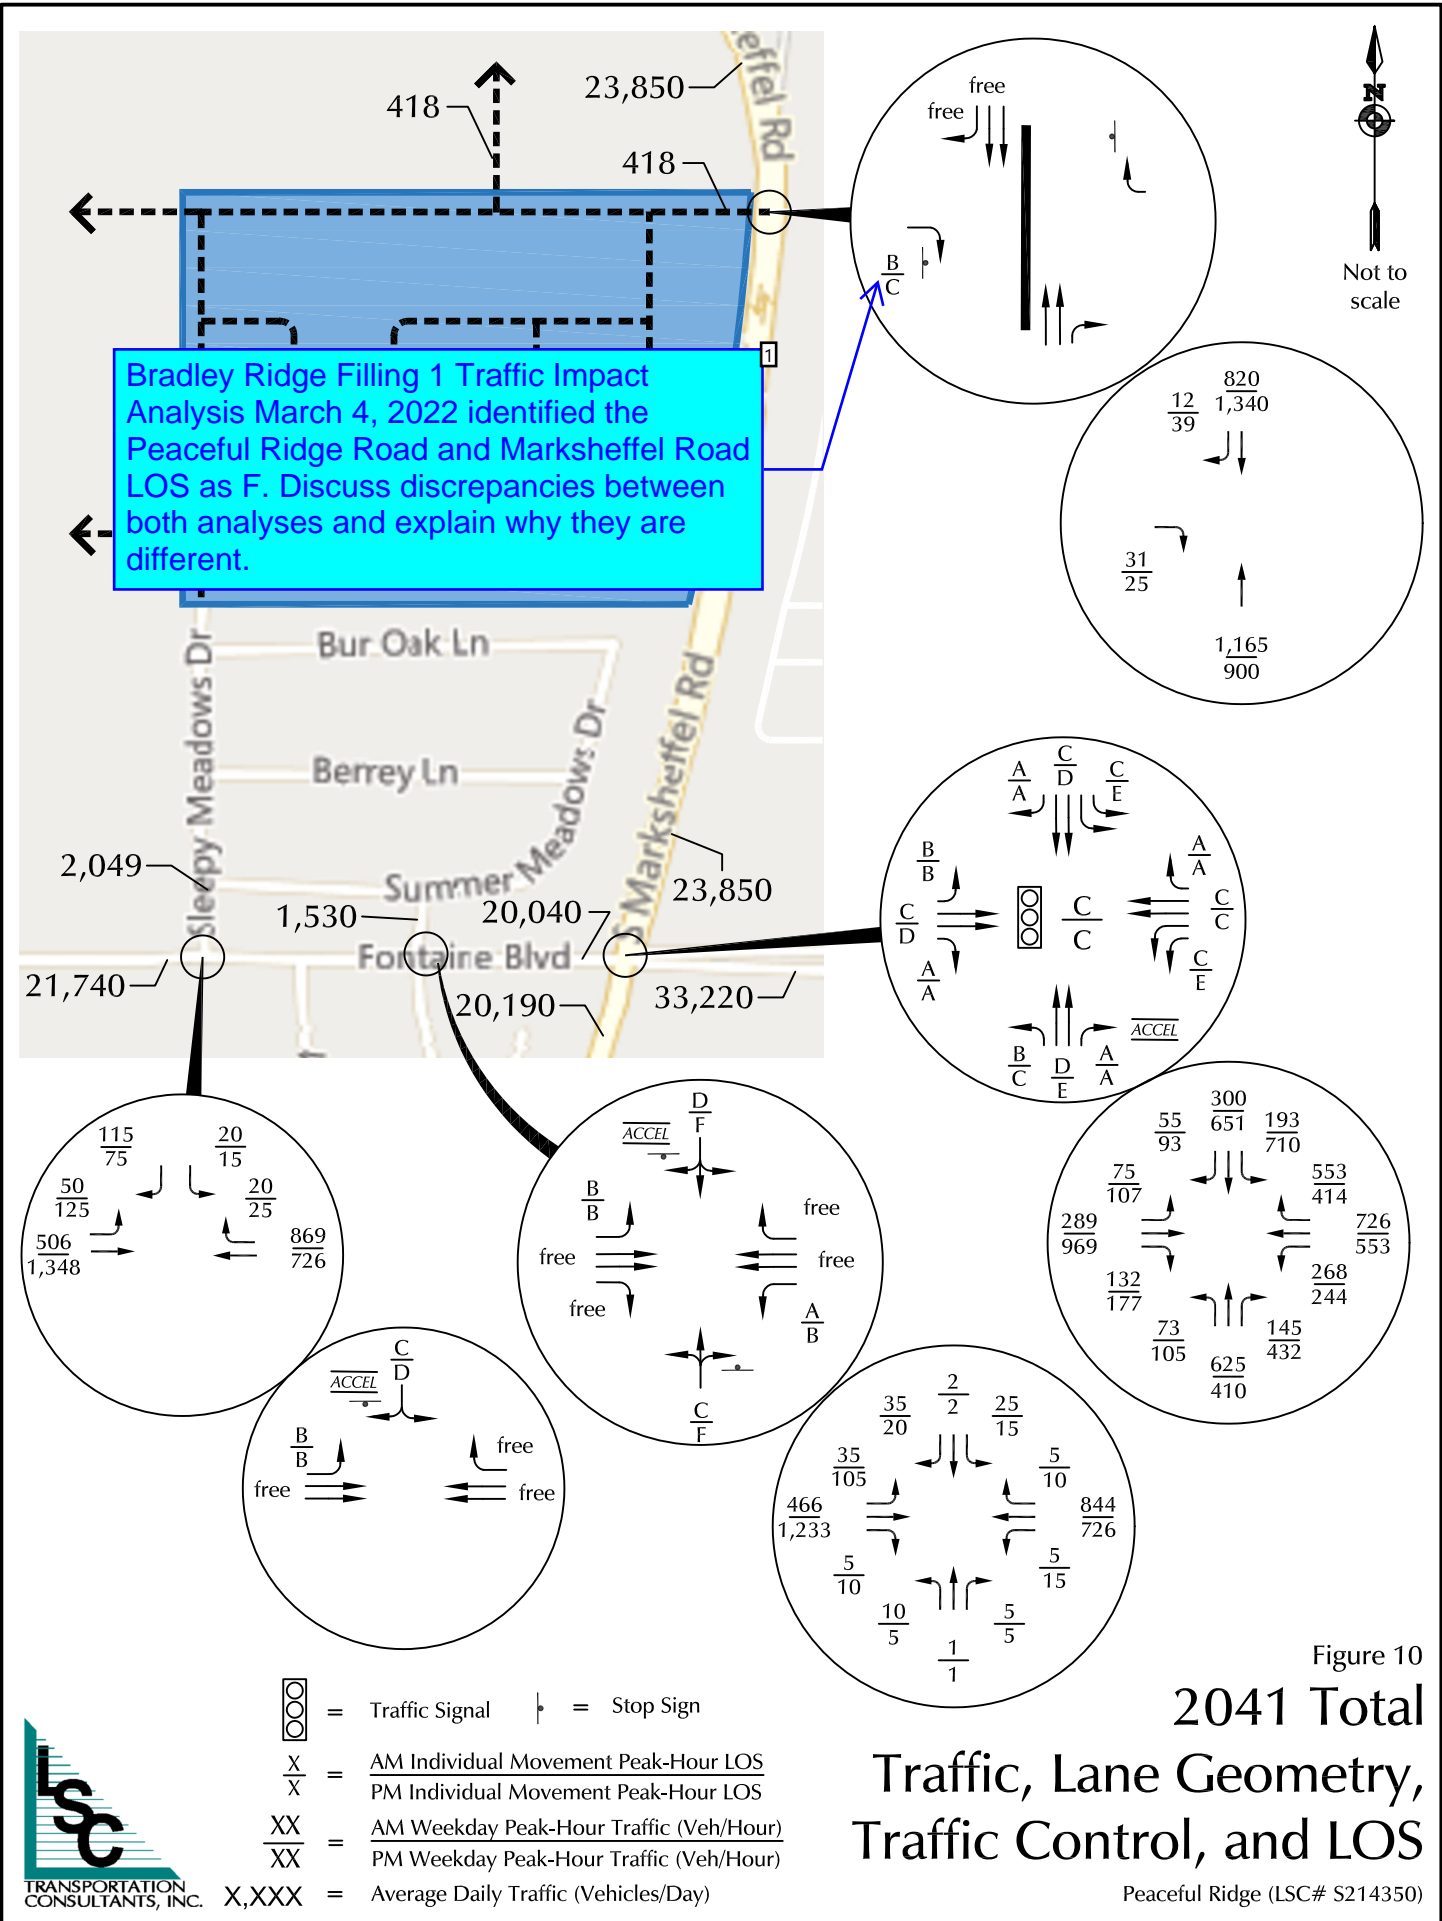 effel Rd
23,850
418
418
1
Bradley Ridge Filling 1 Traffic Impact
Analysis March 4, 2022 identified the
Peaceful Ridge Road and Marksheffel Road
LOS as F. Discuss discrepancies between
both analyses and explain why they are
different.
free
free
B
C
N
Not to
scale
12
39
820
1,340
31
25
1,165
900
Bur Oak Ln
Berrey Ln
Sleepy Meadows Dr
Summer Meadows Dr
S Marksheffel Rd
Fontaine Blvd
2,049
1,530
20,040
23,850
21,740
20,190
33,220
A
A
C
D
C
E
B
B
A
A
C
D
C
C
C
C
A
A
C
E
B
C
D
E
A
A
ACCEL
300
651
55
93
193
710
75
107
553
414
289
969
726
553
132
177
268
244
73
105
145
432
625
410
115
75
20
15
50
125
20
25
506
1,348
869
726
C
D
ACCEL
B
B
free
free
free
D
F
ACCEL
B
B
free
free
free
free
A
B
C
F
2
2
35
20
25
15
35
105
5
10
466
1,233
844
726
5
10
5
15
10
5
5
5
1
1
= Traffic Signal
= Stop Sign
X
X
=
AM Individual Movement Peak-Hour LOS
PM Individual Movement Peak-Hour LOS
XX
XX
=
AM Weekday Peak-Hour Traffic (Veh/Hour)
PM Weekday Peak-Hour Traffic (Veh/Hour)
X,XXX = Average Daily Traffic (Vehicles/Day)
LSC
TRANSPORTATION
CONSULTANTS, INC.
Figure 10
2041 Total
Traffic, Lane Geometry,
Traffic Control, and LOS
Peaceful Ridge (LSC# S214350)